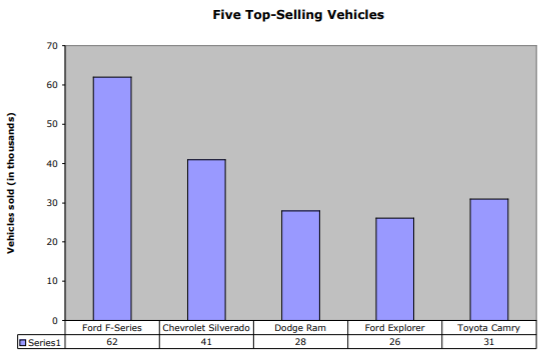 Five Top-Selling Vehicles
Vehicles sold (in thousands)
70
60
50
40
30
20
10
0
Ford F-Series Chevrolet Silverado Dodge Ram Ford Explorer Toyota Camry
Series1 62 41 28 26 31